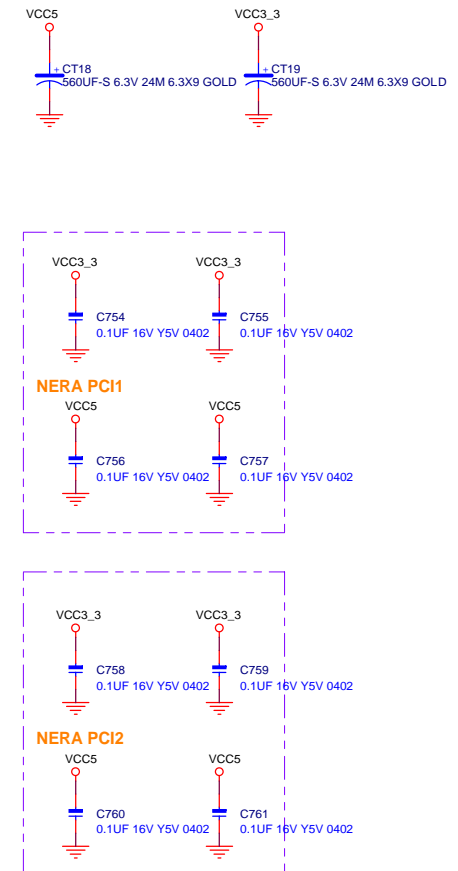 VCC5 VCC3_3
+ CT18 + CT19
560UF-S 6.3V 24M 6.3X9 GOLD 560UF-S 6.3V 24M 6.3X9 GOLD
VCC3_3 VCC3_3
C754 C755
0.1UF 16V Y5V 0402 0.1UF 16V Y5V 0402
NERA PCI1
VCC5 VCC5
C756 C757
0.1UF 16V Y5V 0402 0.1UF 16V Y5V 0402
VCC3_3 VCC3_3
C758 C759
0.1UF 16V Y5V 0402 0.1UF 16V Y5V 0402
NERA PCI2
VCC5 VCC5
C760 C761
0.1UF 16V Y5V 0402 0.1UF 16V Y5V 0402